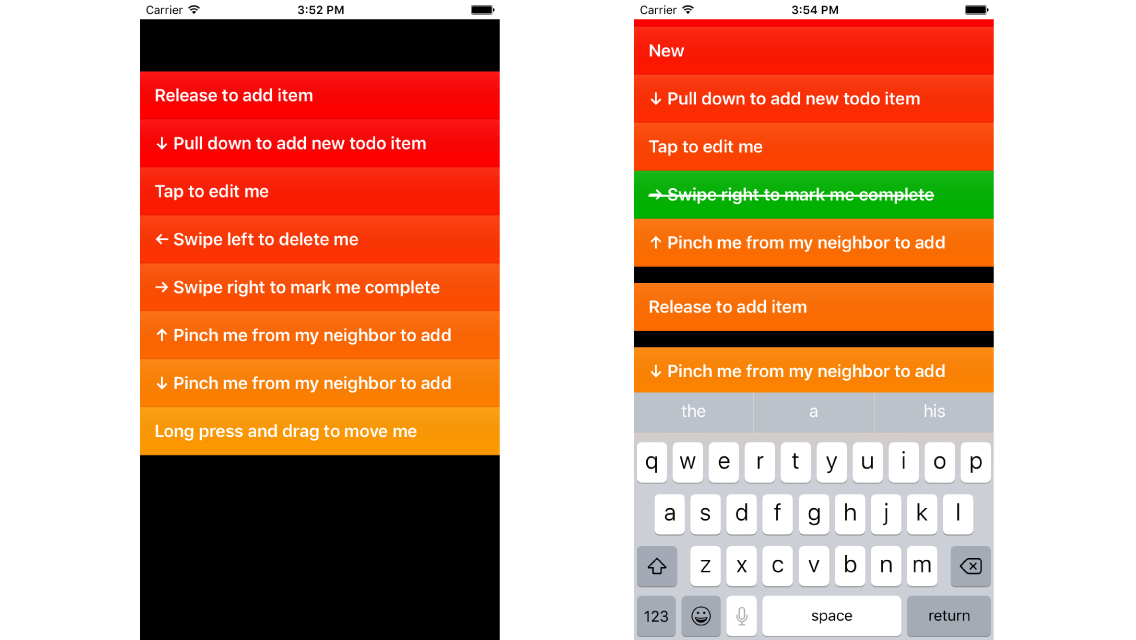 Carrier 3:52 PM
Release to add item
↓ Pull down to add new todo item
Tap to edit me
← Swipe left to delete me
→ Swipe right to mark me complete
↑ Pinch me from my neighbor to add
↓ Pinch me from my neighbor to add
Long press and drag to move me
Carrier 3:54 PM
New
↓ Pull down to add new todo item
Tap to edit me
→ Swipe right to mark me complete
↑ Pinch me from my neighbor to add
Release to add item
↓ Pinch me from my neighbor to add
the a his
q w e r t y u i o p
a s d f g h j k l
z x c v b n m
123 space return